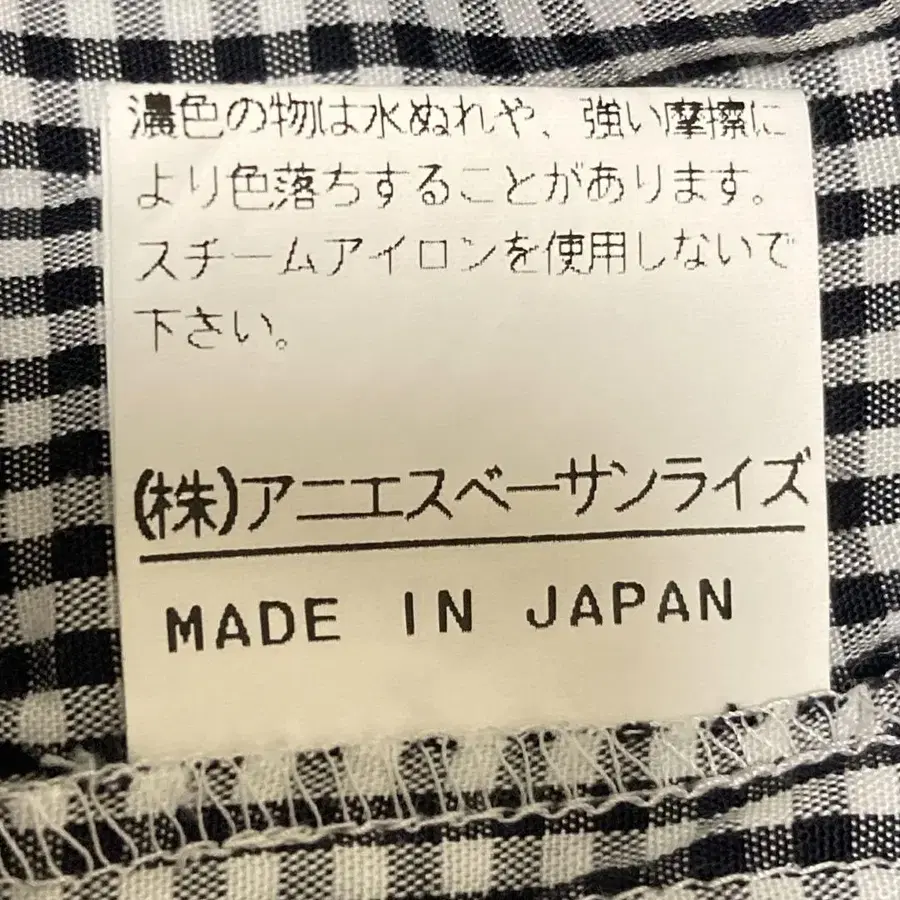 濃色の物は水ぬれや、強い摩擦に
より色落ちすることがあります。
スチームアイロンを使用しないで
下さい。
(株)アニエスベーサンライズ
MADE IN JAPAN